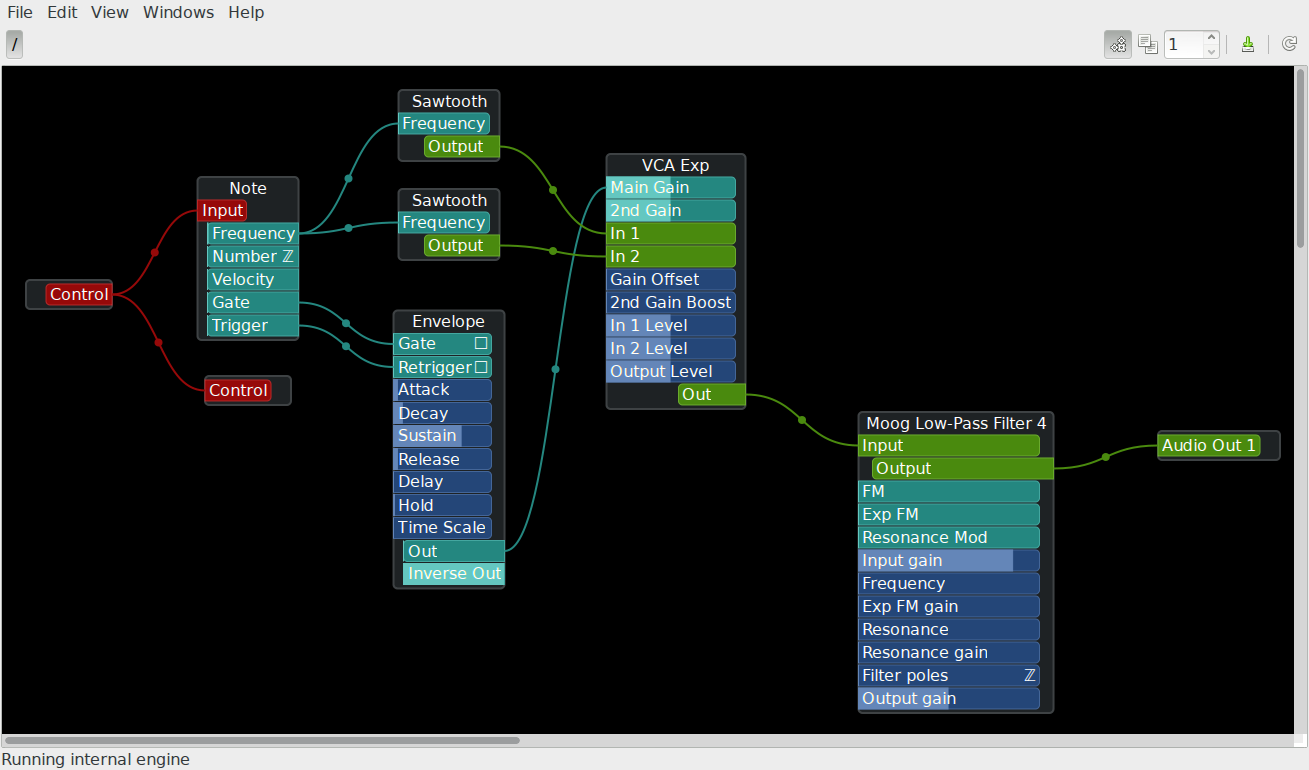 File Edit View Windows Help
/
1
Control
Note
Input
Frequency
Number ℤ
Velocity
Gate
Trigger
Control
Sawtooth
Frequency
Output
Sawtooth
Frequency
Output
Envelope
Gate
Retrigger
Attack
Decay
Sustain
Release
Delay
Hold
Time Scale
Out
Inverse Out
VCA Exp
Main Gain
2nd Gain
In 1
In 2
Gain Offset
2nd Gain Boost
In 1 Level
In 2 Level
Output Level
Out
Moog Low-Pass Filter 4
Input
Output
FM
Exp FM
Resonance Mod
Input gain
Frequency
Exp FM gain
Resonance
Resonance gain
Filter poles ℤ
Output gain
Audio Out 1
Running internal engine